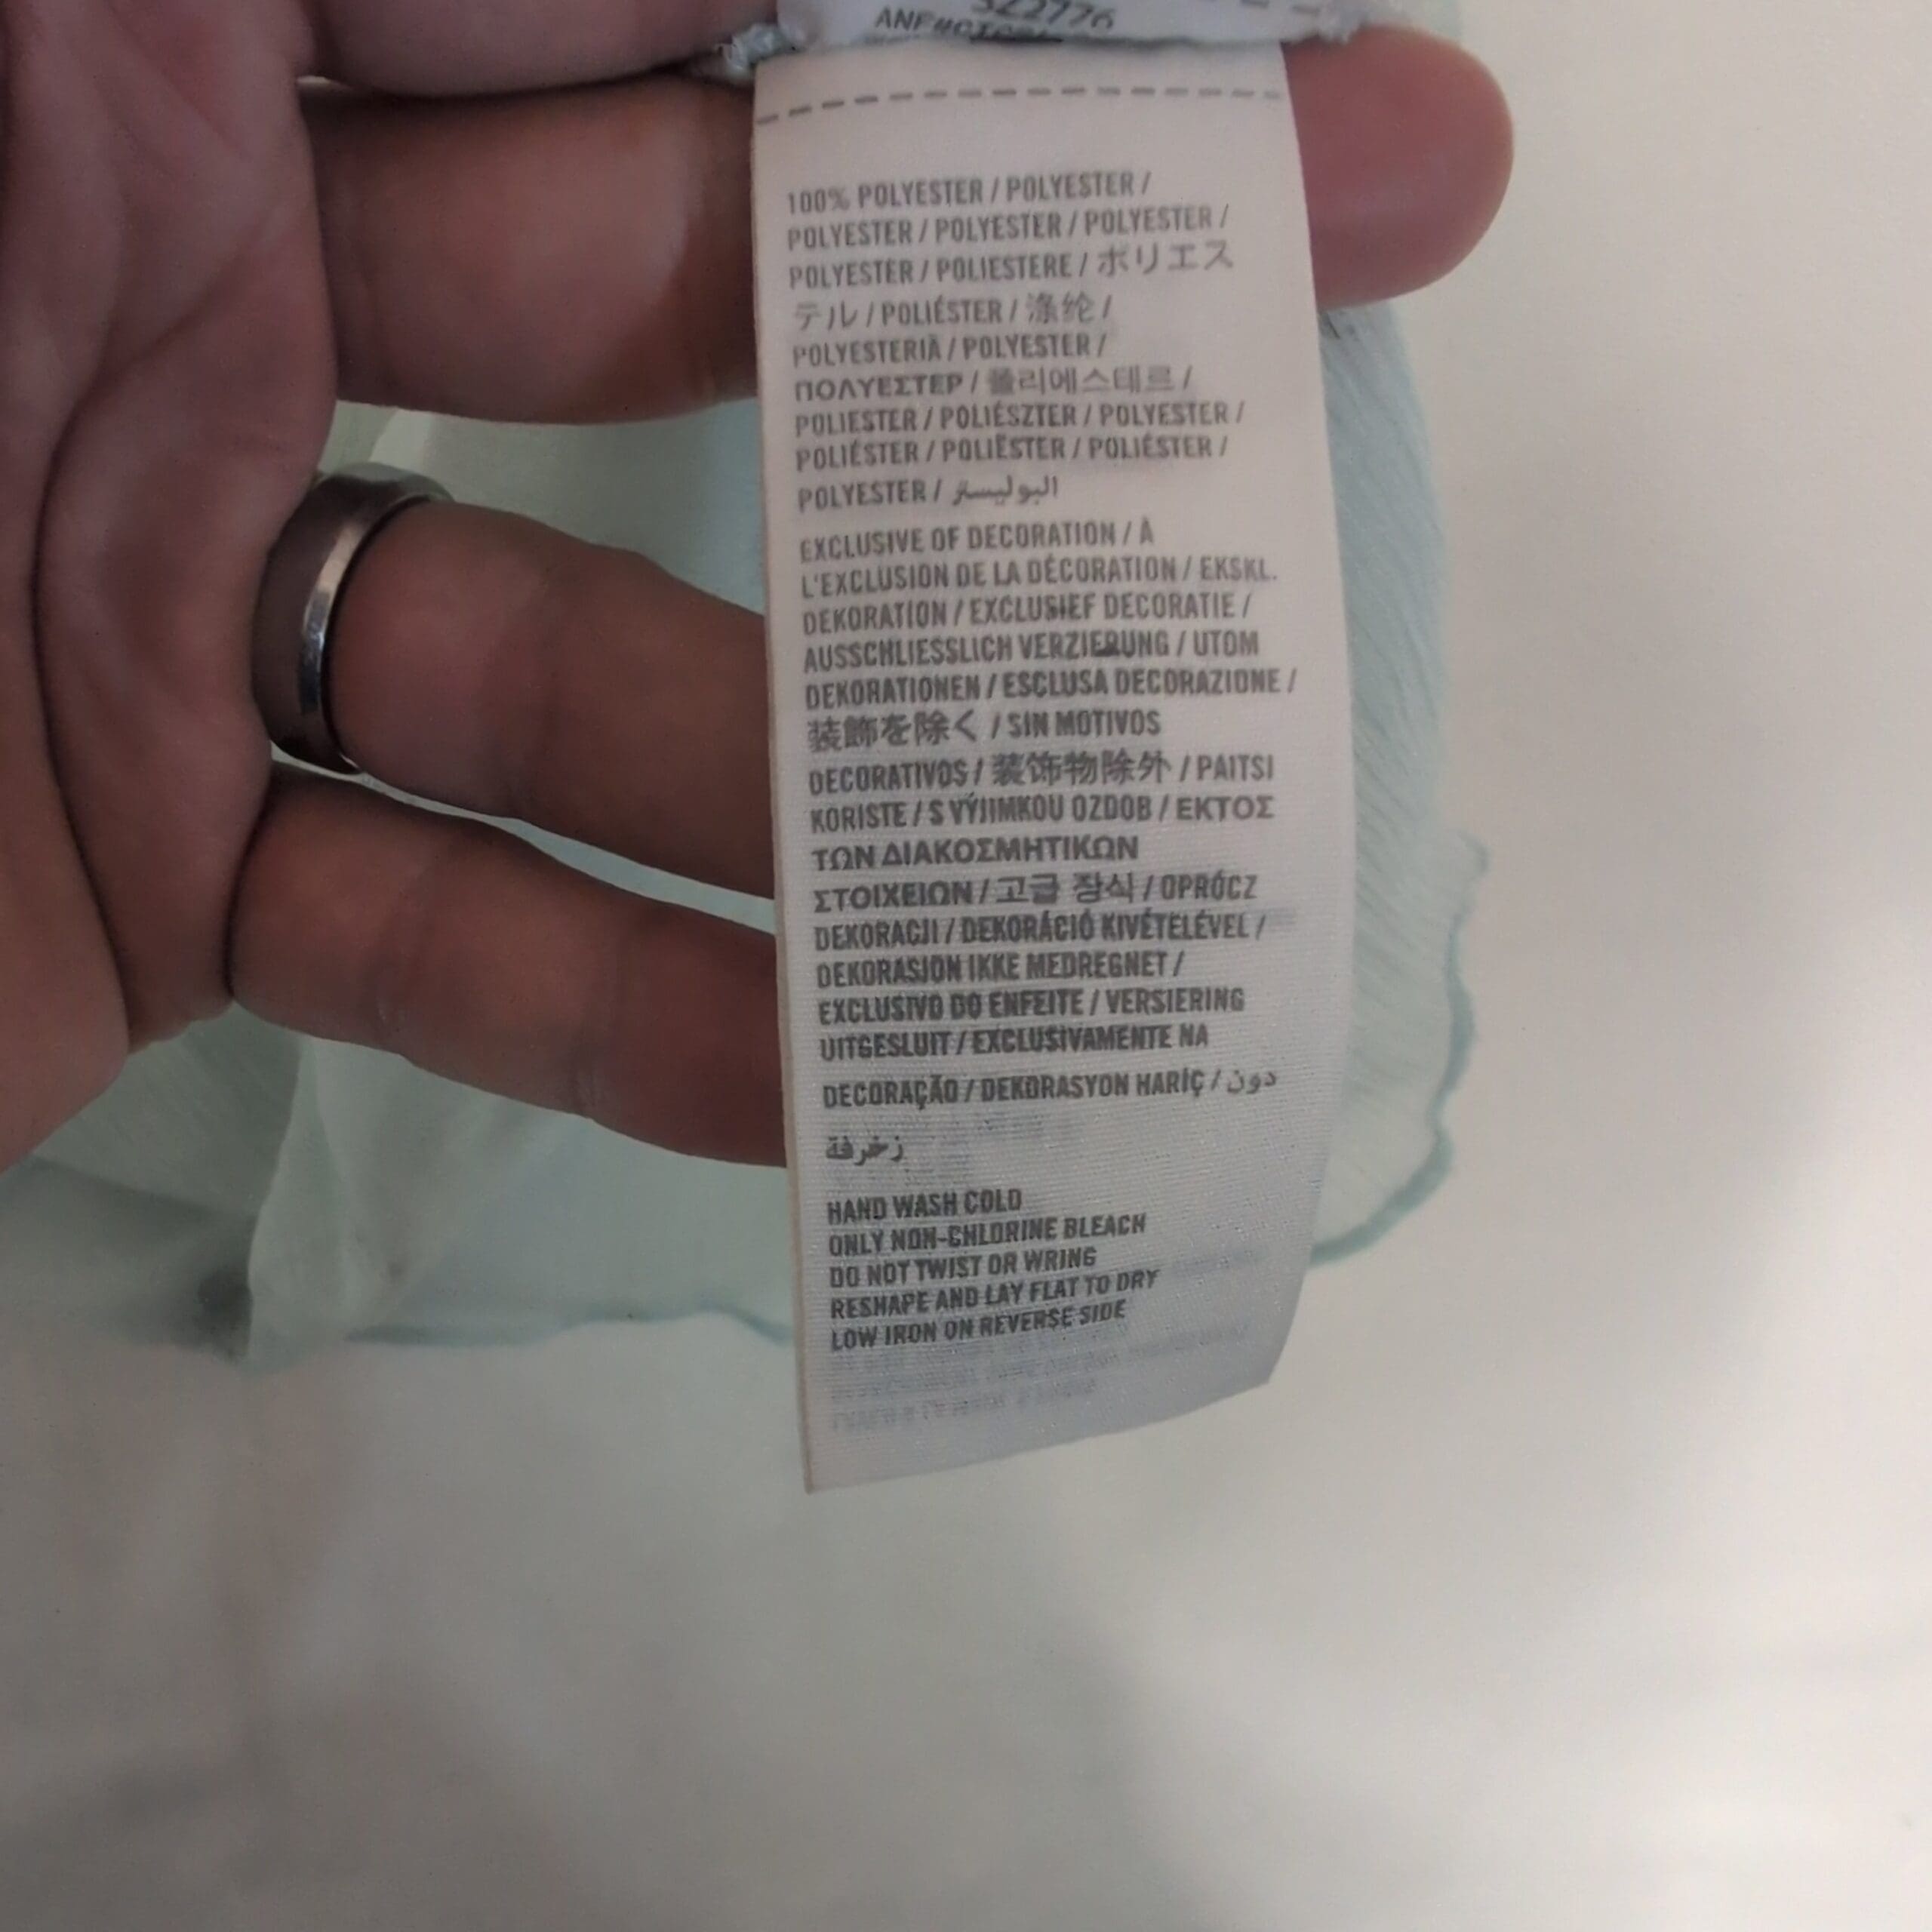 100% POLYESTER / POLYESTER /
POLYESTER / POLYESTER / POLYESTER /
POLYESTER / POLIESTERE / ポリエス
テル / POLIÉSTER / 涤纶 /
POLYESTERIÄ / POLYESTER /
ΠΟΛΥΕΣΤΕΡ / 폴리에스테르 /
POLIESTER / POLIÉSZTER / POLYESTER /
POLIÉSTER / POLIËSTER / POLIÉSTER /
POLYESTER / البوليستر
EXCLUSIVE OF DECORATION / À
L'EXCLUSION DE LA DÉCORATION / EKSKL.
DEKORATION / EXCLUSIEF DECORATIE /
AUSSCHLIESSLICH VERZIERUNG / UTOM
DEKORATIONEN / ESCLUSA DECORAZIONE /
装飾を除く / SIN MOTIVOS
DECORATIVOS / 装饰物除外 / PAITSI
KORISTE / S VÝJIMKOU OZDOB / ΕΚΤΟΣ
ΤΩΝ ΔΙΑΚΟΣΜΗΤΙΚΩΝ
ΣΤΟΙΧΕΙΩΝ / 고급 장식 / OPRÓCZ
DEKORACJI / DEKORÁCIÓ KIVÉTELÉVEL /
DEKORASJON IKKE MEDREGNET /
EXCLUSIVO DO ENFEITE / VERSIERING
UITGESLUIT / EXCLUSIVAMENTE NA
DECORAÇÃO / DEKORASYON HARİÇ / دون
زخرفة
HAND WASH COLD
ONLY NON-CHLORINE BLEACH
DO NOT TWIST OR WRING
RESHAPE AND LAY FLAT TO DRY
LOW IRON ON REVERSE SIDE